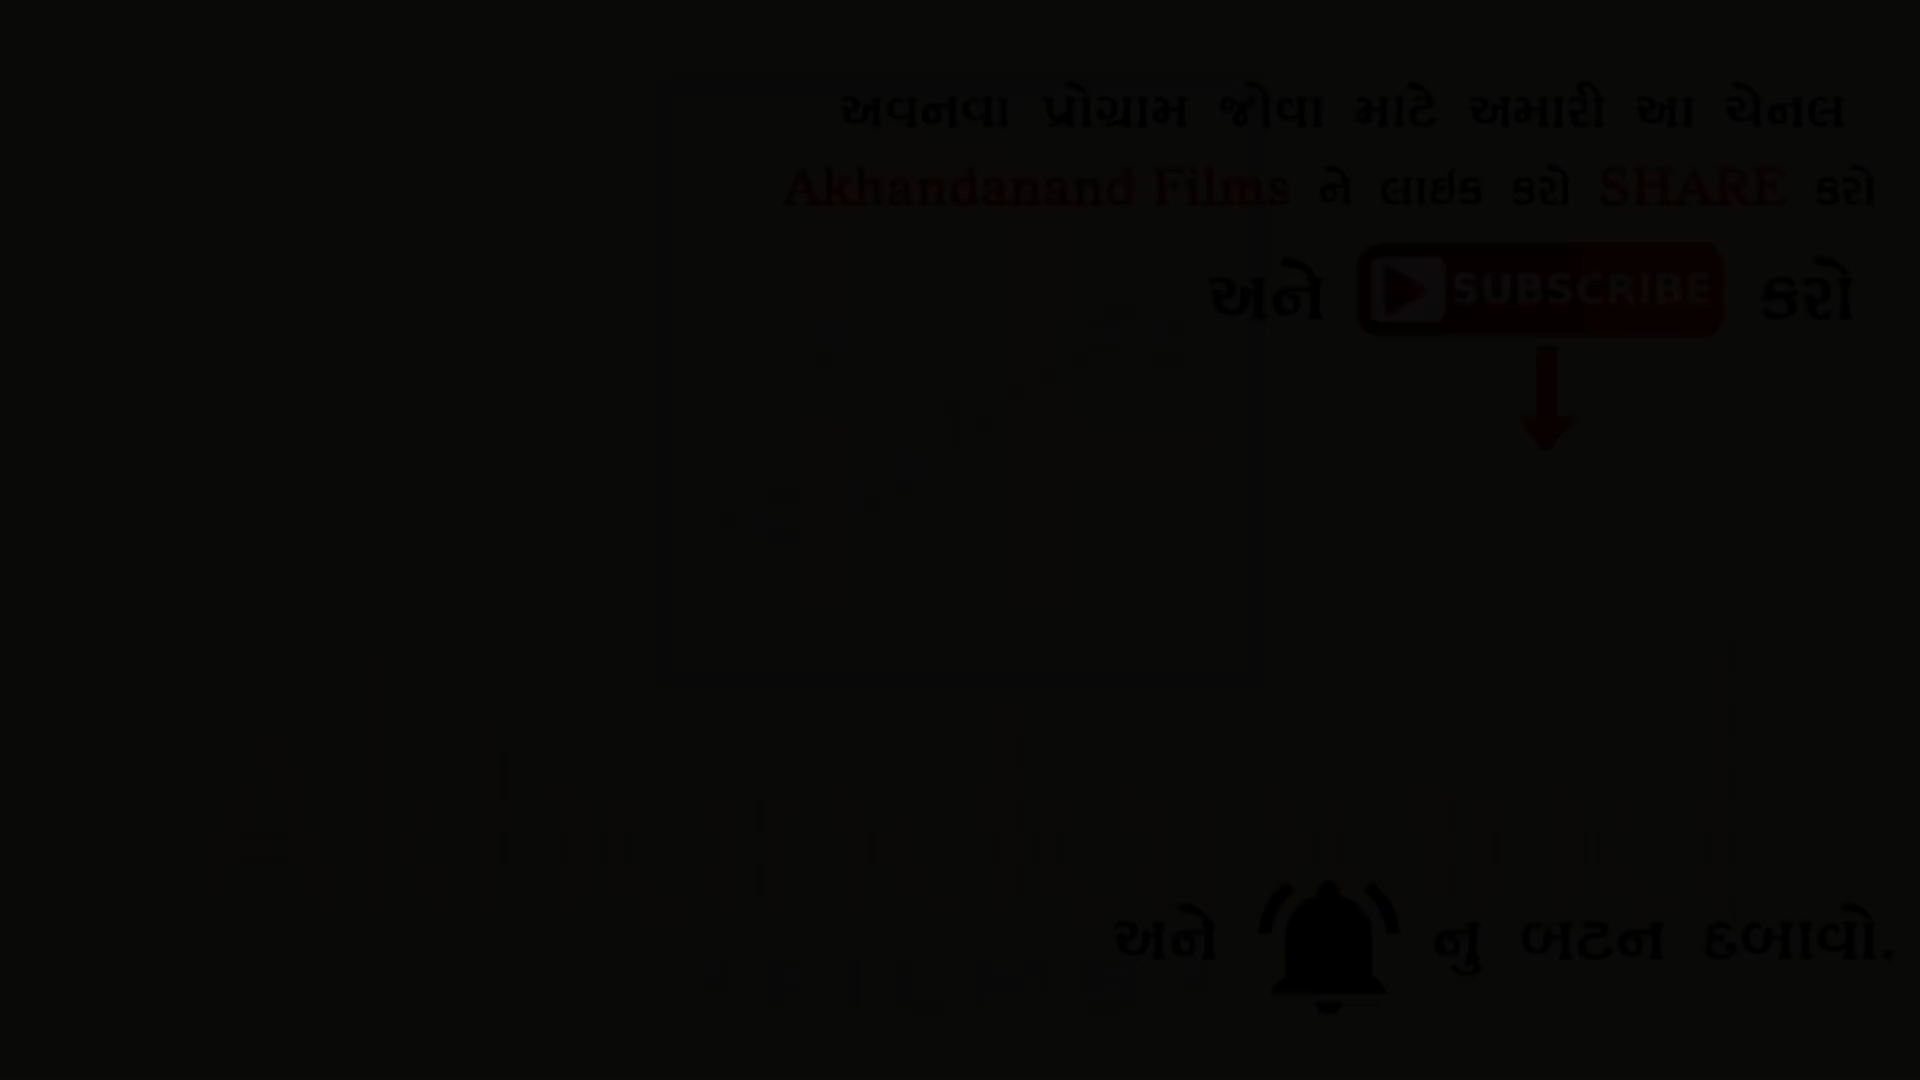 અવનવા પ્રોગ્રામ જોવા માટે અમારી આ ચેનલ
Akhandanand Films ને લાઇક કરો SHARE કરો
અને SUBSCRIBE કરો
અને નુ બટન દબાવો.